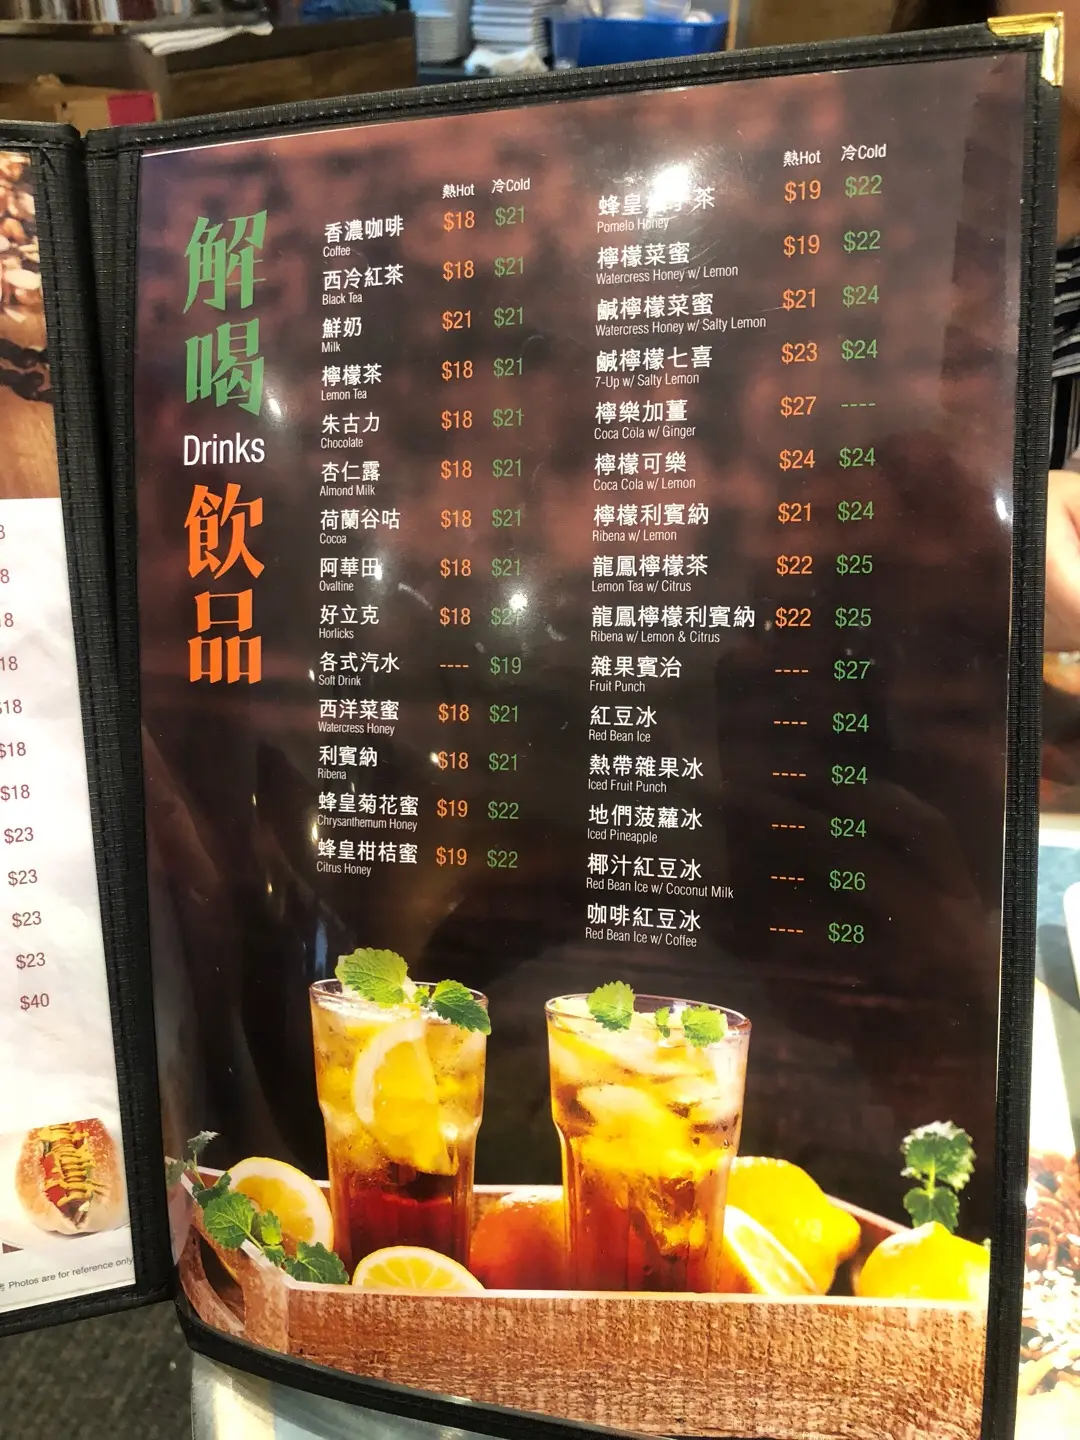 8
8
18
18
$18
$18
$18
$23
$23
$23
$23
$40
Photos are for reference only
解喝
Drinks
飲品
熱Hot 冷Cold
香濃咖啡 $18 $21
Coffee
西冷紅茶 $18 $21
Black Tea
鮮奶 $21 $21
Milk
檸檬茶 $18 $21
Lemon Tea
朱古力 $18 $21
Chocolate
杏仁露 $18 $21
Almond Milk
荷蘭谷咕 $18 $21
Cocoa
阿華田 $18 $21
Ovaltine
好立克 $18
Horlicks
各式汽水 ---- $19
Soft Drink
西洋菜蜜 $18 $21
Watercress Honey
利賓納 $18 $21
Ribena
蜂皇菊花蜜 $19 $22
Chrysanthemum Honey
蜂皇柑桔蜜 $19 $22
Citrus Honey
熱Hot 冷Cold
蜂皇 茶 $19 $22
Pomelo Honey
檸檬菜蜜 $19 $22
Watercress Honey w/ Lemon
鹹檸檬菜蜜 $21 $24
Watercress Honey w/ Salty Lemon
鹹檸檬七喜 $23 $24
7-Up w/ Salty Lemon
檸樂加薑 $27 ----
Coca Cola w/ Ginger
檸檬可樂 $24 $24
Coca Cola w/ Lemon
檸檬利賓納 $21 $24
Ribena w/ Lemon
龍鳳檸檬茶 $22 $25
Lemon Tea w/ Citrus
龍鳳檸檬利賓納 $22 $25
Ribena w/ Lemon & Citrus
雜果賓治 ---- $27
Fruit Punch
紅豆冰 ---- $24
Red Bean Ice
熱帶雜果冰 ---- $24
Iced Fruit Punch
地們菠蘿冰 ---- $24
Iced Pineapple
椰汁紅豆冰 ---- $26
Red Bean Ice w/ Coconut Milk
咖啡紅豆冰 ---- $28
Red Bean Ice w/ Coffee